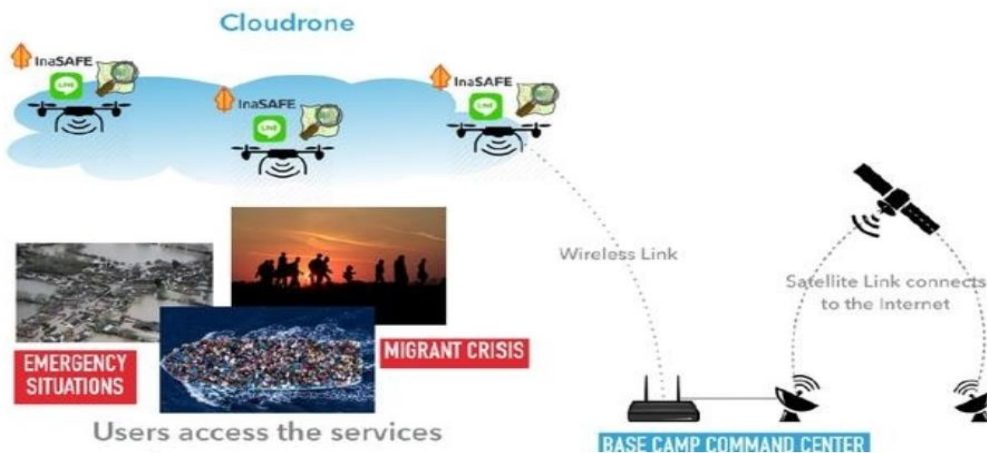 Cloudrone
InaSAFE
LINE
InaSAFE
LINE
InaSAFE
LINE
Wireless Link
Satellite Link connects
to the Internet
EMERGENCY
SITUATIONS
MIGRANT CRISIS
Users access the services
BASE CAMP COMMAND CENTER